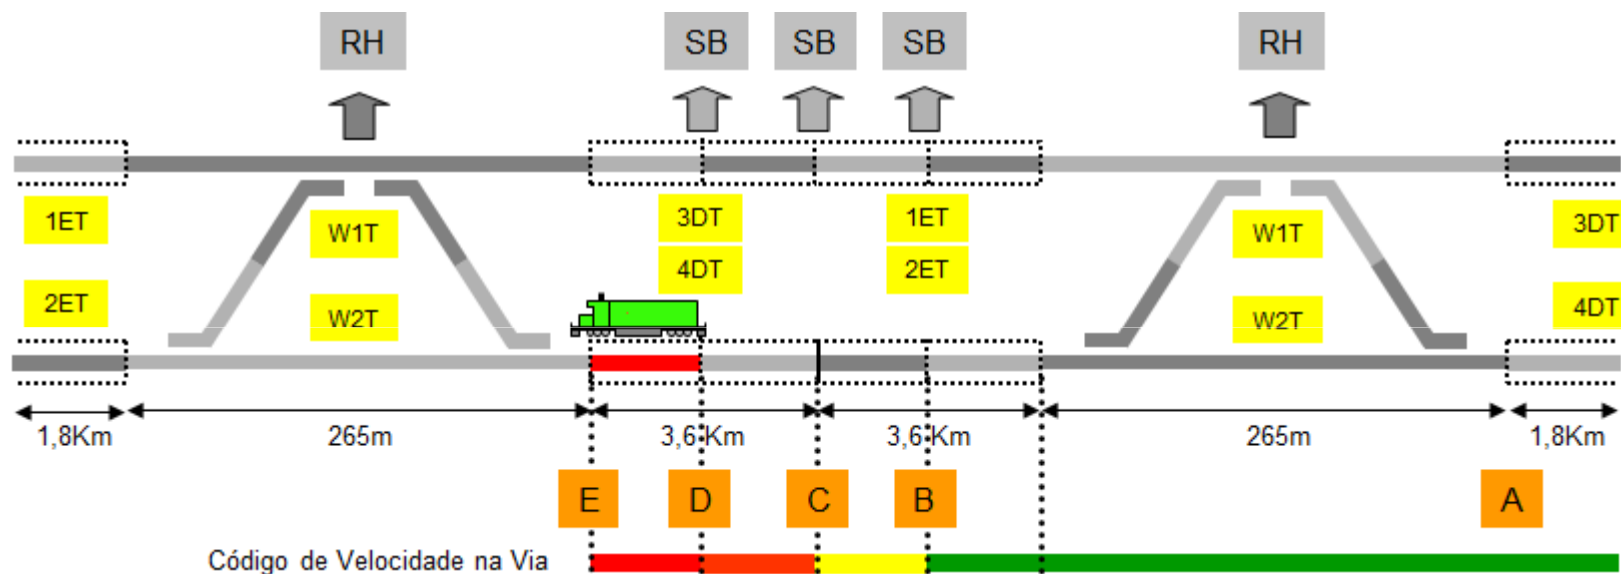 RH SB SB SB RH
1ET W1T 3DT 1ET W1T 3DT
2ET W2T 4DT 2ET W2T 4DT
1,8Km 265m 3,6 Km 3,6 Km 265m 1,8Km
E D C B A
Código de Velocidade na Via